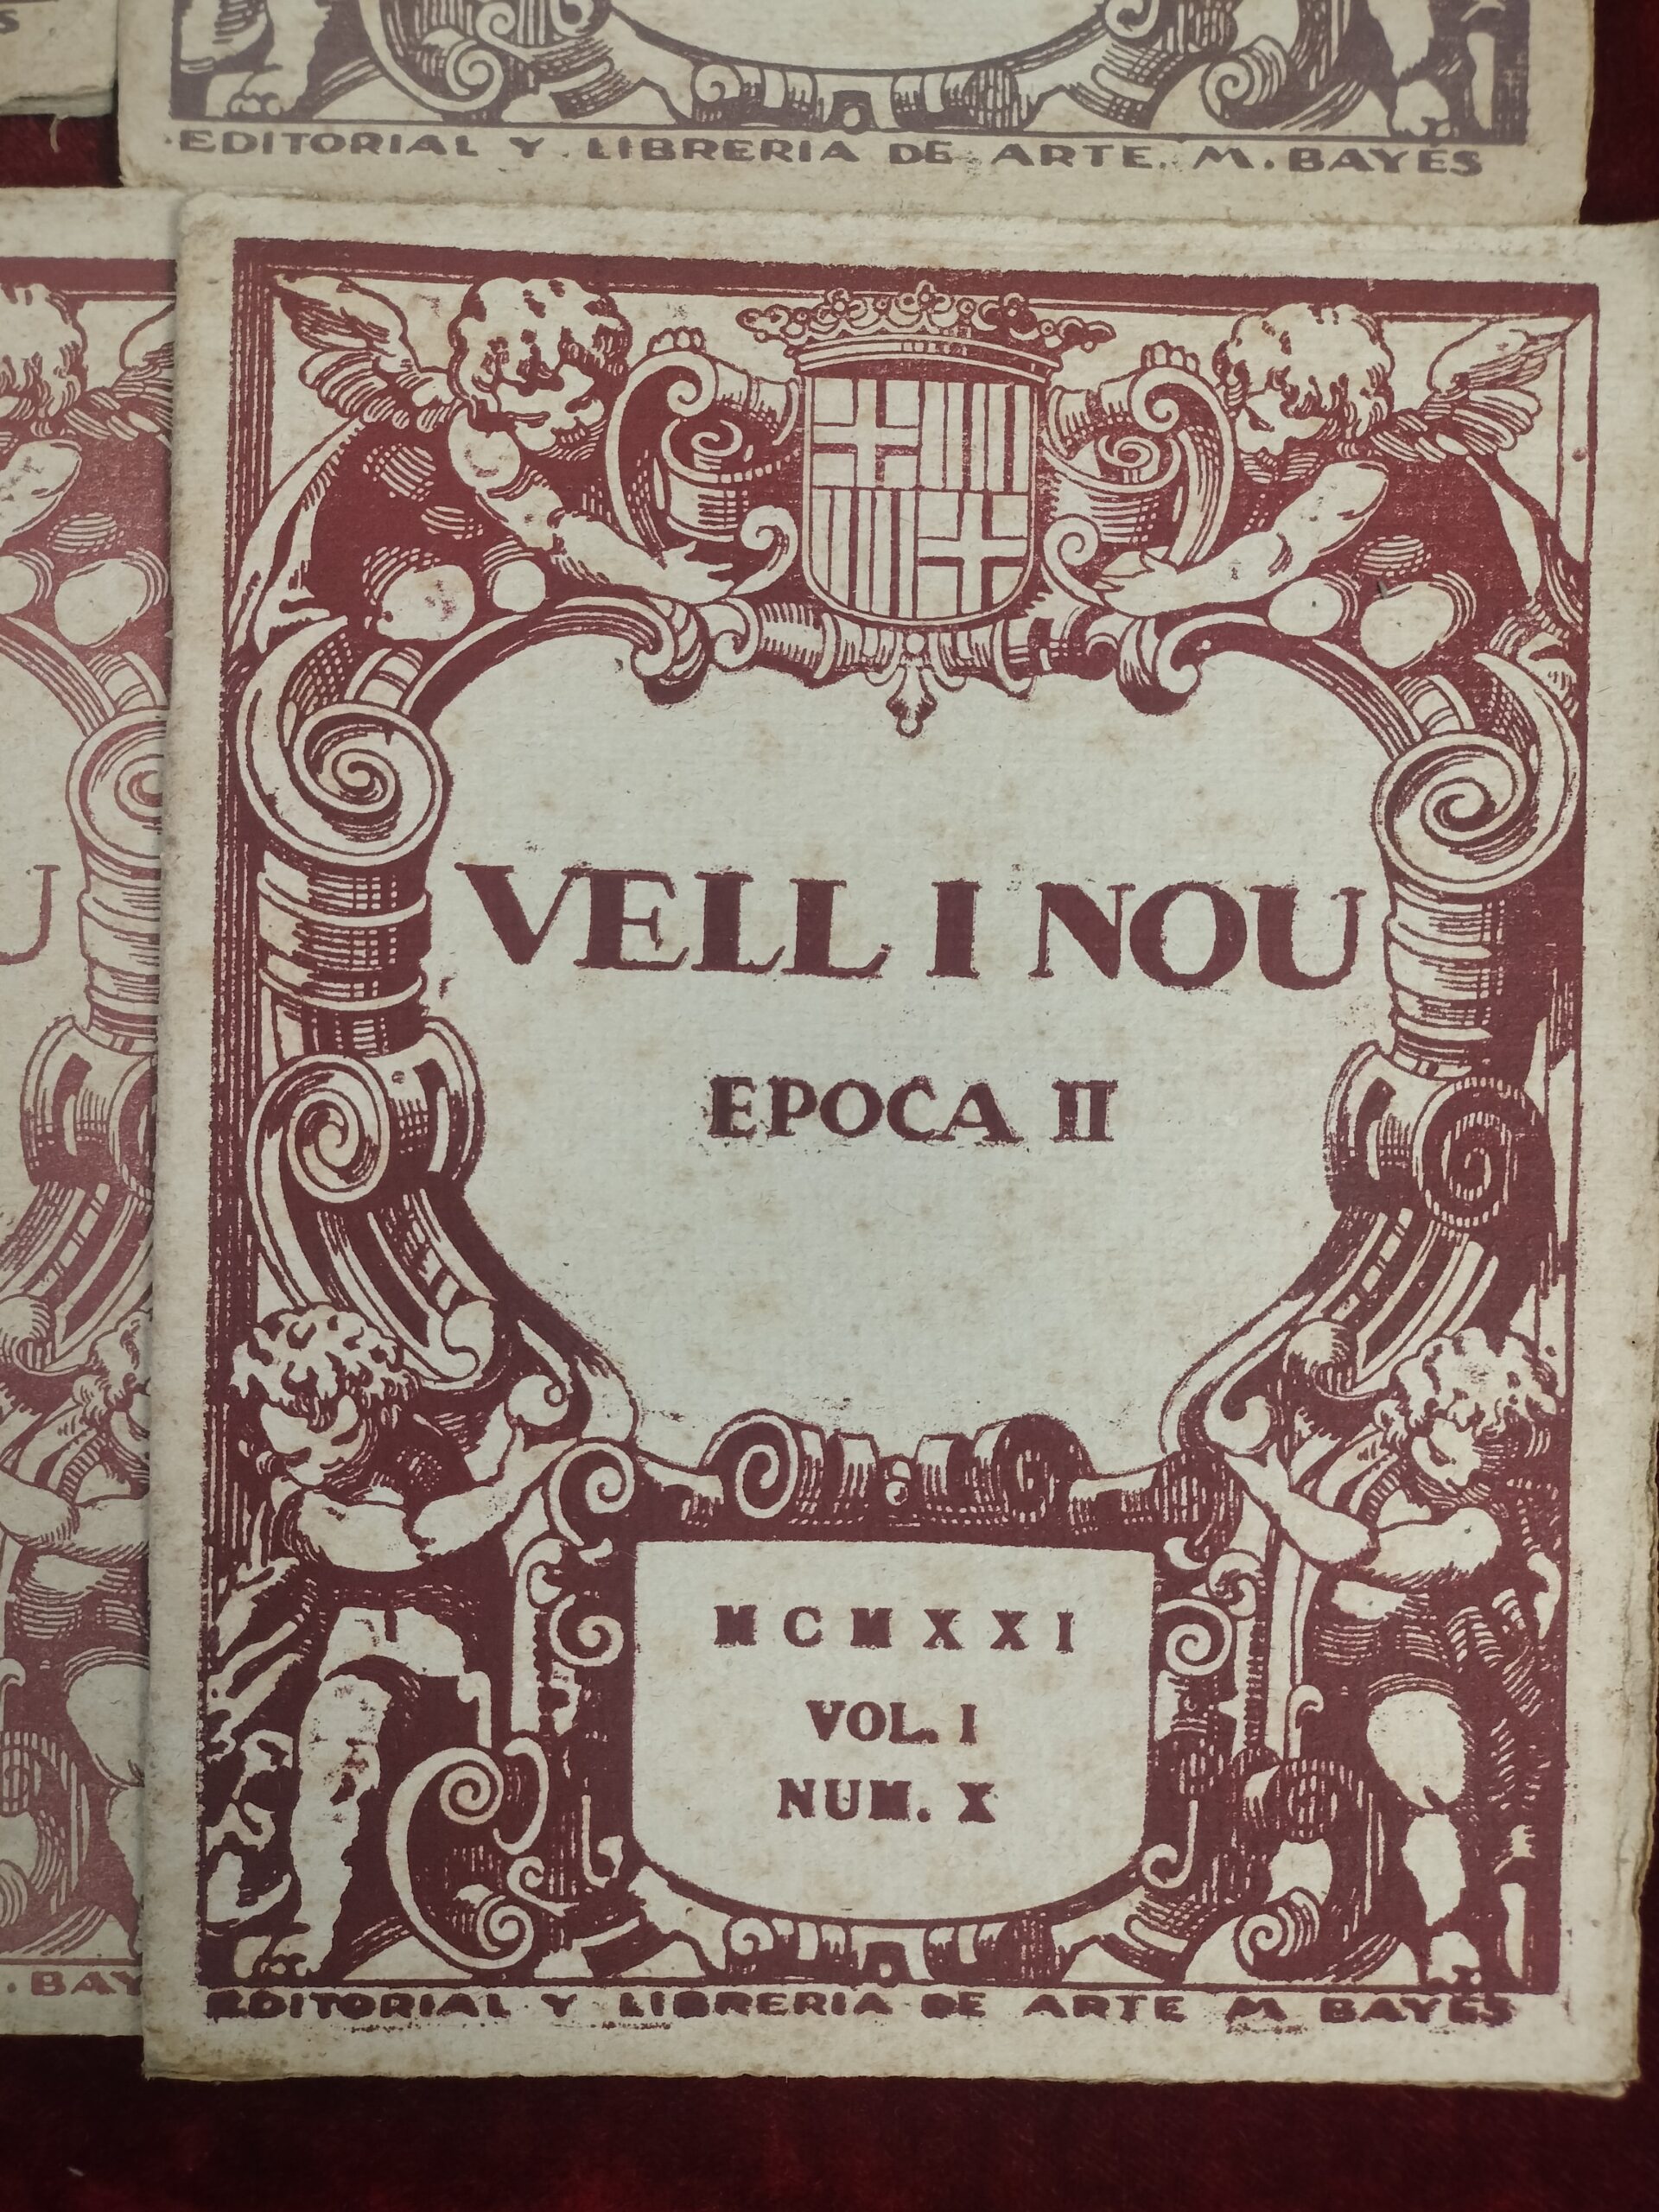 EDITORIAL Y LIBRERIA DE ARTE. M. BAYÉS
VELL I NOU
EPOCA II
MCMXXI
VOL. I
NUM. X
EDITORIAL Y LIBRERIA DE ARTE M BAYÉS